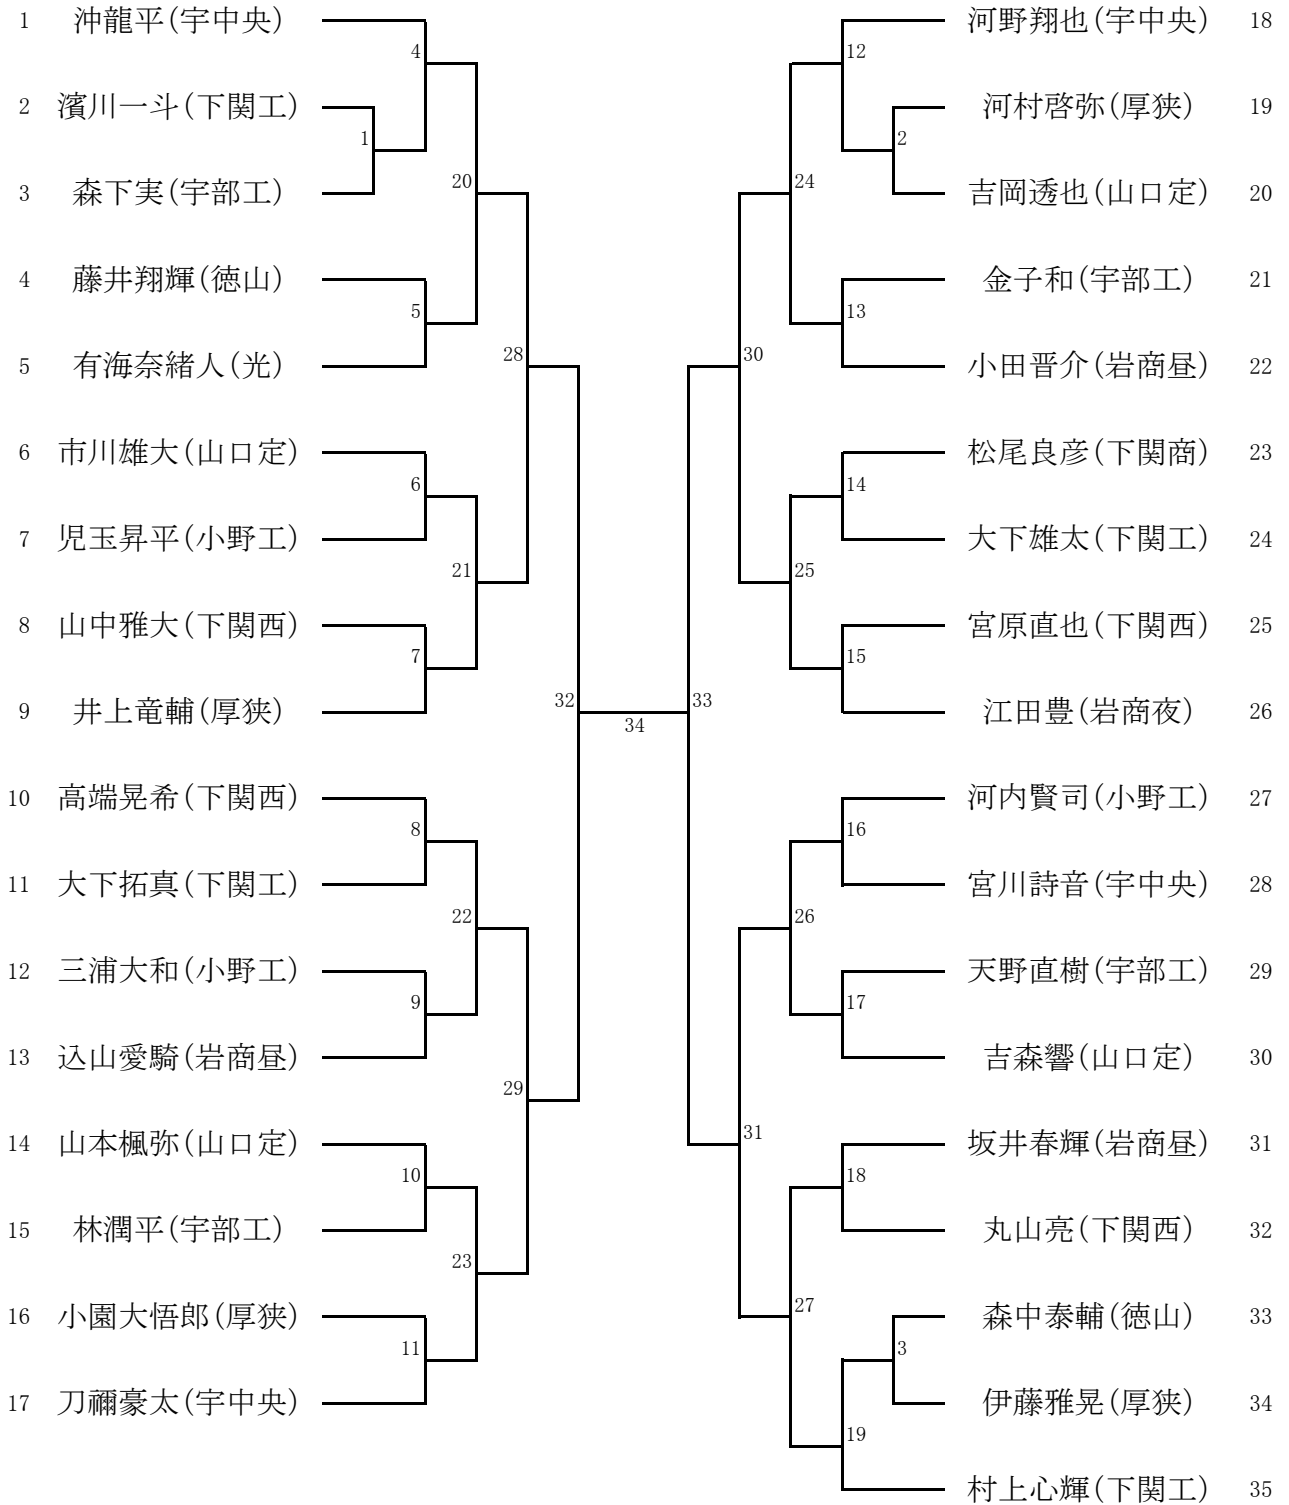 1 沖龍平(宇中央)
2 濱川一斗(下関工)
3 森下実(宇部工)
4 藤井翔輝(徳山)
5 有海奈緒人(光)
6 市川雄大(山口定)
7 児玉昇平(小野工)
8 山中雅大(下関西)
9 井上竜輔(厚狭)
10 高端晃希(下関西)
11 大下拓真(下関工)
12 三浦大和(小野工)
13 込山愛騎(岩商昼)
14 山本楓弥(山口定)
15 林潤平(宇部工)
16 小園大悟郎(厚狭)
17 刀禰豪太(宇中央)
4
1
20
5
28
6
21
7
32
34
8
22
9
29
10
23
11
12
2
24
13
30
14
25
15
33
16
26
17
31
18
27
3
19
河野翔也(宇中央) 18
河村啓弥(厚狭) 19
吉岡透也(山口定) 20
金子和(宇部工) 21
小田晋介(岩商昼) 22
松尾良彦(下関商) 23
大下雄太(下関工) 24
宮原直也(下関西) 25
江田豊(岩商夜) 26
河内賢司(小野工) 27
宮川詩音(宇中央) 28
天野直樹(宇部工) 29
吉森響(山口定) 30
坂井春輝(岩商昼) 31
丸山亮(下関西) 32
森中泰輔(徳山) 33
伊藤雅晃(厚狭) 34
村上心輝(下関工) 35